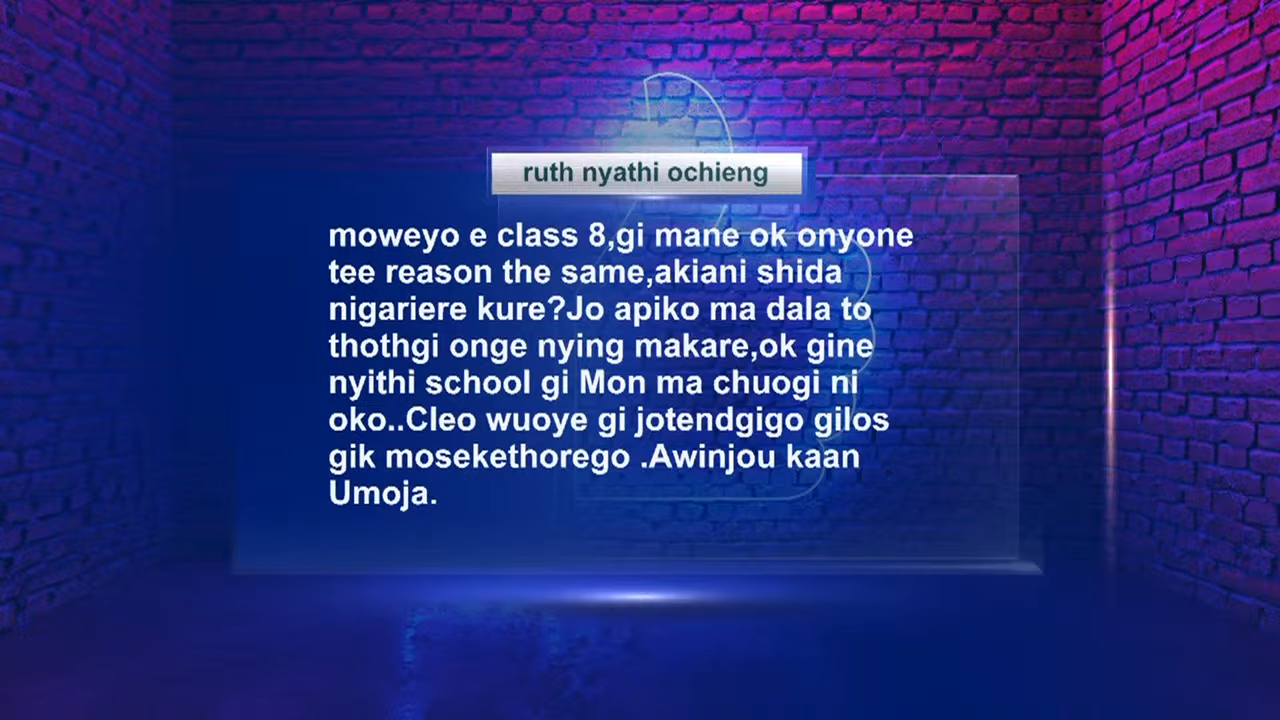 ruth nyathi ochieng
moweyo e class 8,gi mane ok onyone
tee reason the same,akiani shida
nigariere kure?Jo apiko ma dala to
thothgi onge nying makare,ok gine
nyithi school gi Mon ma chuogi ni
oko..Cleo wuoye gi jotendgigo gilos
gik mosekethorego .Awinjou kaan
Umoja.